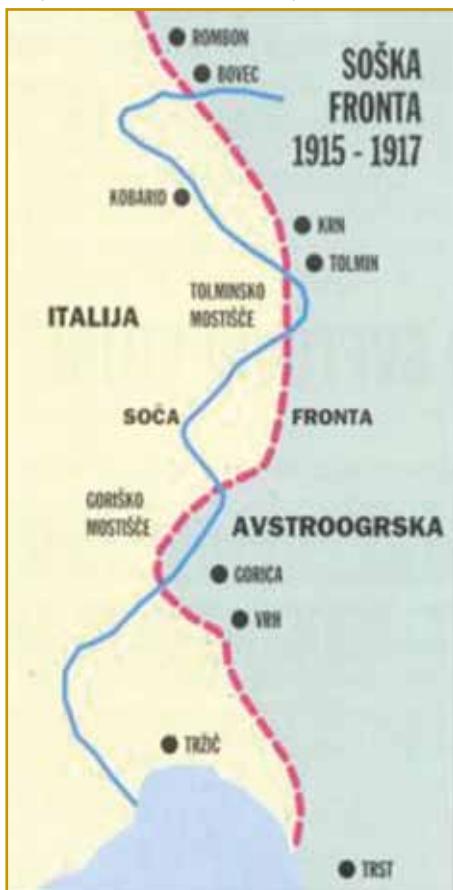 ROMBON
BOVEC
SOŠKA
FRONTA
1915 - 1917
KOBARID
KRN
TOLMIN
TOLMINSKO
MOSTIŠČE
ITALIJA
SOČA
FRONTA
GORIŠKO
MOSTIŠČE
AVSTROOGRSKA
GORICA
VRH
TRŽIČ
TRST